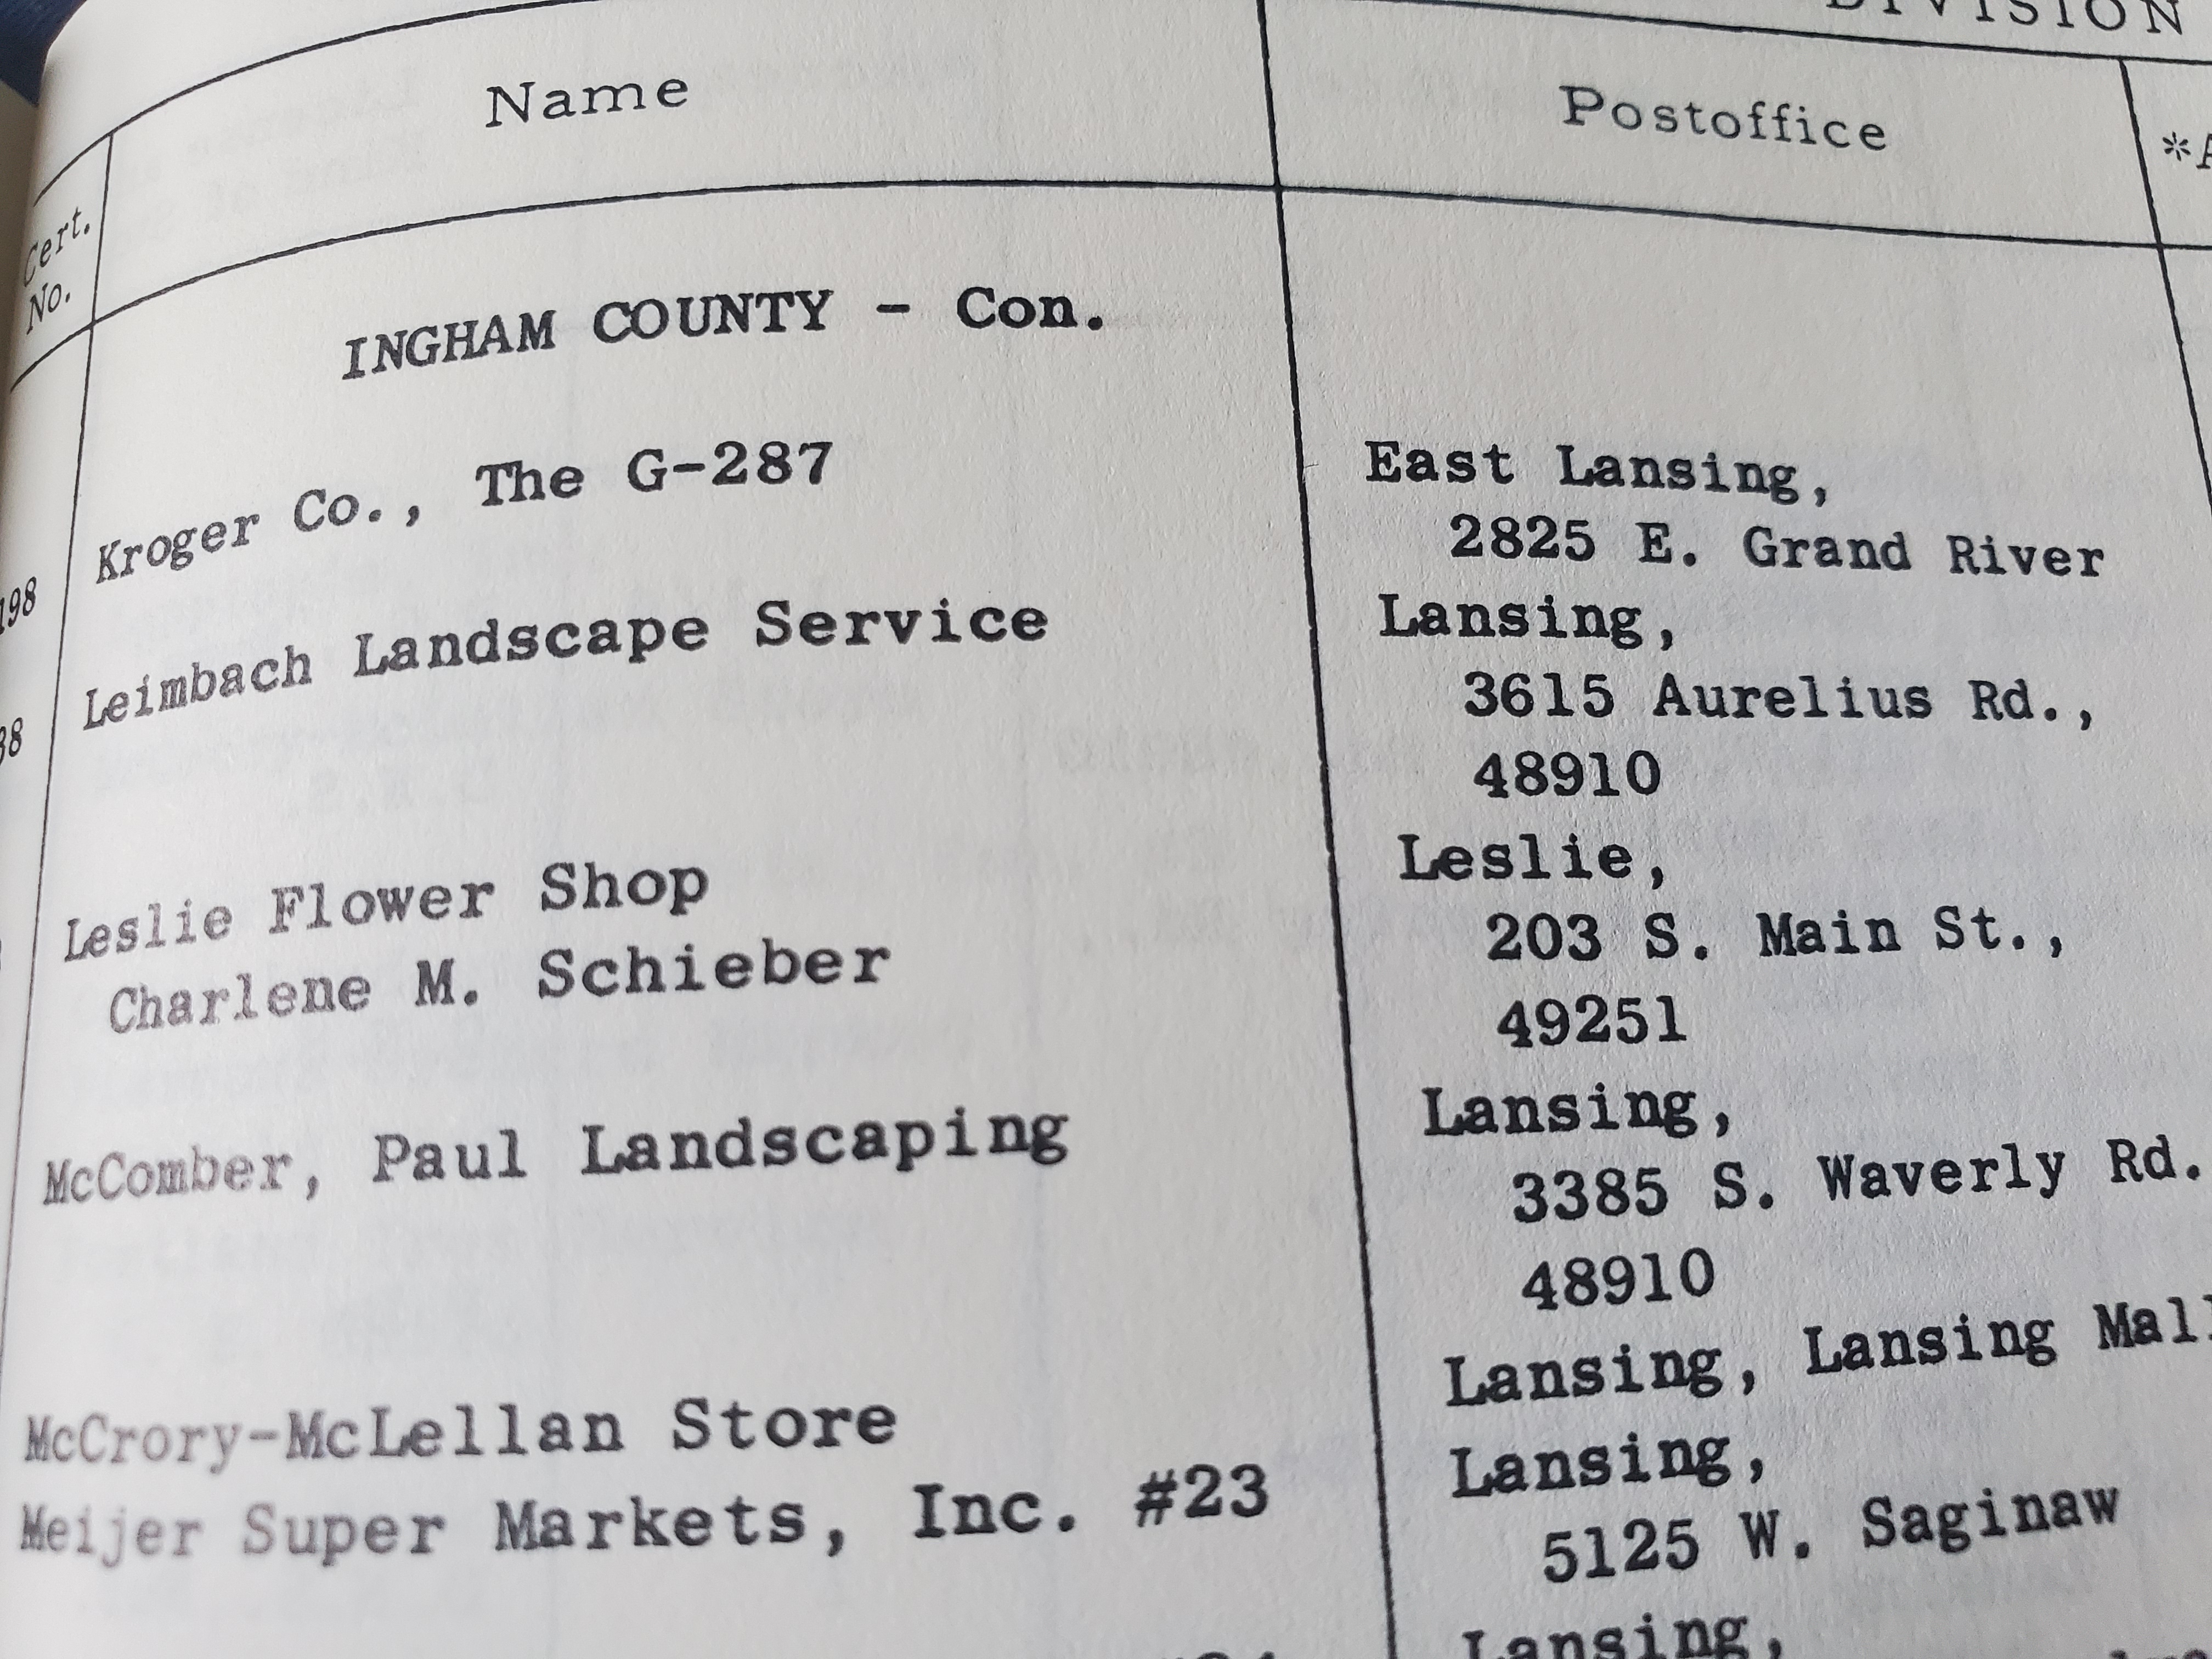 DIVISION
Name
Postoffice
Cert.
No.
INGHAM COUNTY - Con.
Kroger Co., The G-287
East Lansing,
2825 E. Grand River
198
Leimbach Landscape Service
Lansing,
3615 Aurelius Rd.,
48910
38
Leslie Flower Shop
Charlene M. Schieber
Leslie,
203 S. Main St.,
49251
McComber, Paul Landscaping
Lansing,
3385 S. Waverly Rd.
48910
McCrory-McLellan Store
Lansing, Lansing Mall
Meijer Super Markets, Inc. #23
Lansing,
5125 W. Saginaw
Lansing,